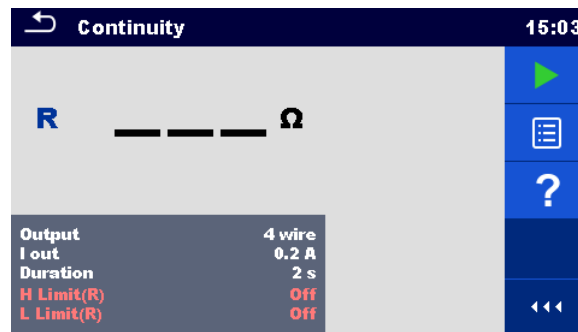 Continuity 15:03
R _ _ _ Ω
?
Output 4 wire
I out 0.2 A
Duration 2 s
H Limit(R) Off
L Limit(R) Off